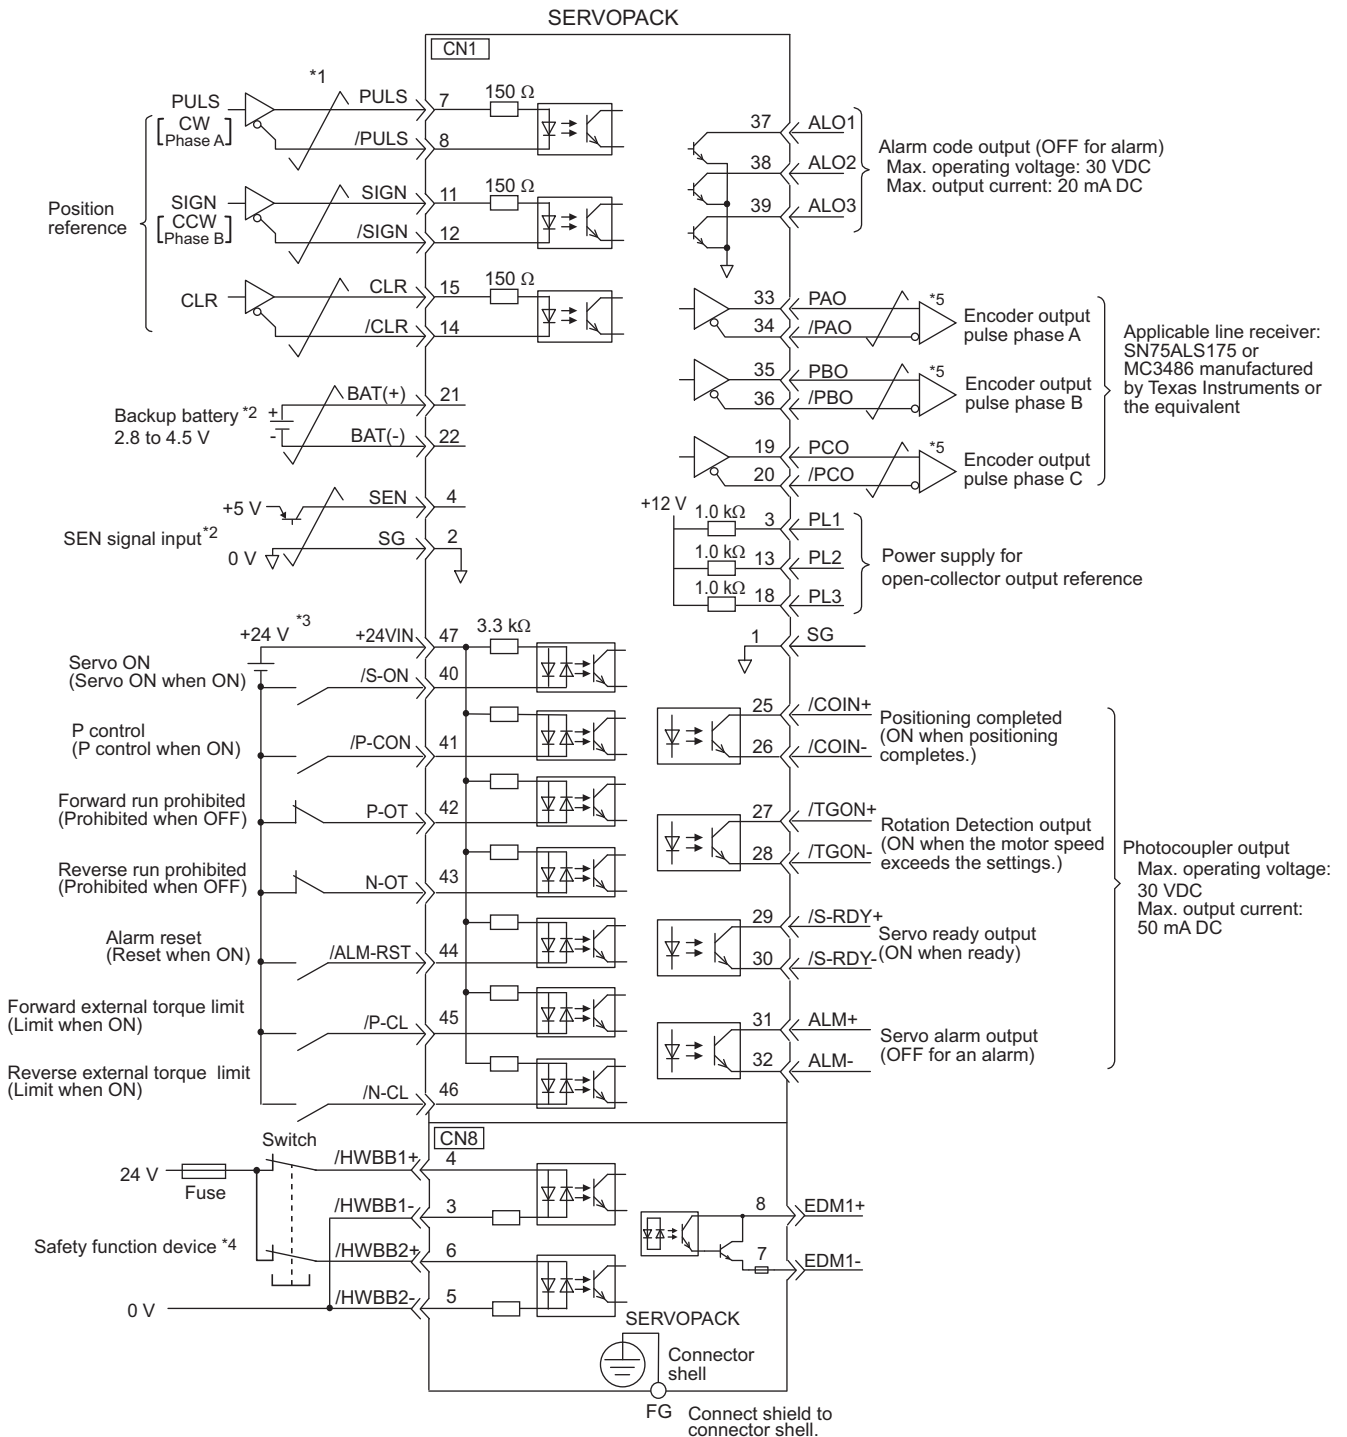 SERVOPACK
CN1
*1
PULS
[CW
Phase A]
PULS
7
150 Ω
/PULS
8
Position
reference
SIGN
[CCW
Phase B]
SIGN
11
150 Ω
/SIGN
12
CLR
CLR
15
150 Ω
/CLR
14
Backup battery *2
2.8 to 4.5 V
+
-
BAT(+)
21
BAT(-)
22
+5 V
SEN
4
SEN signal input*2
0 V
SG
2
+24 V *3
+24VIN
47
3.3 kΩ
Servo ON
(Servo ON when ON)
/S-ON
40
P control
(P control when ON)
/P-CON
41
Forward run prohibited
(Prohibited when OFF)
P-OT
42
Reverse run prohibited
(Prohibited when OFF)
N-OT
43
Alarm reset
(Reset when ON)
/ALM-RST
44
Forward external torque limit
(Limit when ON)
/P-CL
45
Reverse external torque limit
(Limit when ON)
/N-CL
46
37
ALO1
38
ALO2
39
ALO3
Alarm code output (OFF for alarm)
Max. operating voltage: 30 VDC
Max. output current: 20 mA DC
33
PAO
34
/PAO
*5
Encoder output
pulse phase A
35
PBO
36
/PBO
*5
Encoder output
pulse phase B
19
PCO
20
/PCO
*5
Encoder output
pulse phase C
Applicable line receiver:
SN75ALS175 or
MC3486 manufactured
by Texas Instruments or
the equivalent
+12 V
1.0 kΩ
3
PL1
1.0 kΩ
13
PL2
1.0 kΩ
18
PL3
Power supply for
open-collector output reference
1
SG
25
/COIN+
26
/COIN-
Positioning completed
(ON when positioning
completes.)
27
/TGON+
28
/TGON-
Rotation Detection output
(ON when the motor speed
exceeds the settings.)
29
/S-RDY+
30
/S-RDY-
Servo ready output
(ON when ready)
31
ALM+
32
ALM-
Servo alarm output
(OFF for an alarm)
Photocoupler output
Max. operating voltage:
30 VDC
Max. output current:
50 mA DC
CN8
Switch
24 V
Fuse
/HWBB1+
4
/HWBB1-
3
Safety function device *4
/HWBB2+
6
0 V
/HWBB2-
5
8
EDM1+
7
EDM1-
SERVOPACK
Connector
shell
FG
Connect shield to
connector shell.